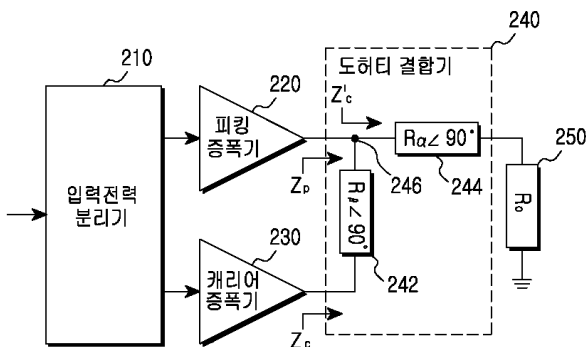 210
입력전력
분리기
220
피킹
증폭기
230
캐리어
증폭기
240
도허티 결합기
Z'c
Zp
Zc
Rα∠90°
244
246
Rβ∠90°
242
250
Ro